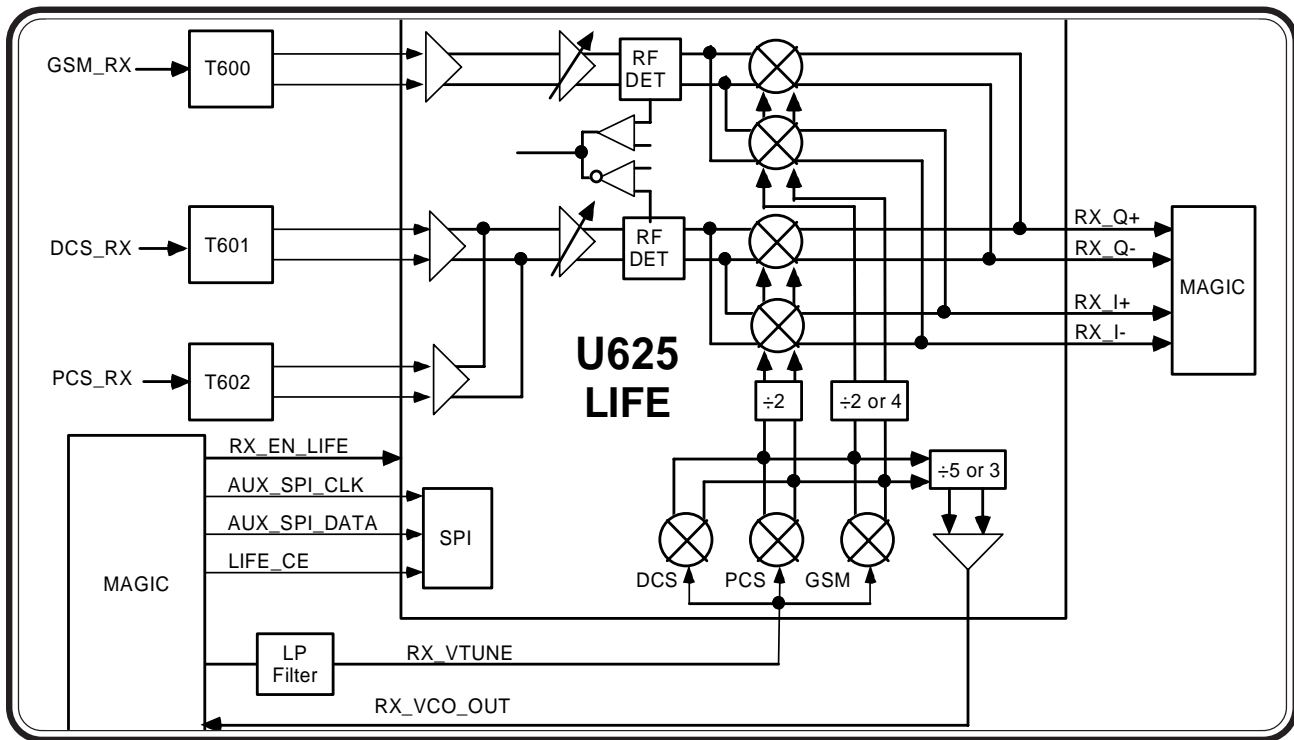 GSM_RX
T600
RF
DET
DCS_RX
T601
RF
DET
RX_Q+
RX_Q-
RX_I+
RX_I-
MAGIC
PCS_RX
T602
U625
LIFE
÷2
÷2 or 4
÷5 or 3
MAGIC
RX_EN_LIFE
AUX_SPI_CLK
AUX_SPI_DATA
LIFE_CE
SPI
DCS
PCS
GSM
LP
Filter
RX_VTUNE
RX_VCO_OUT